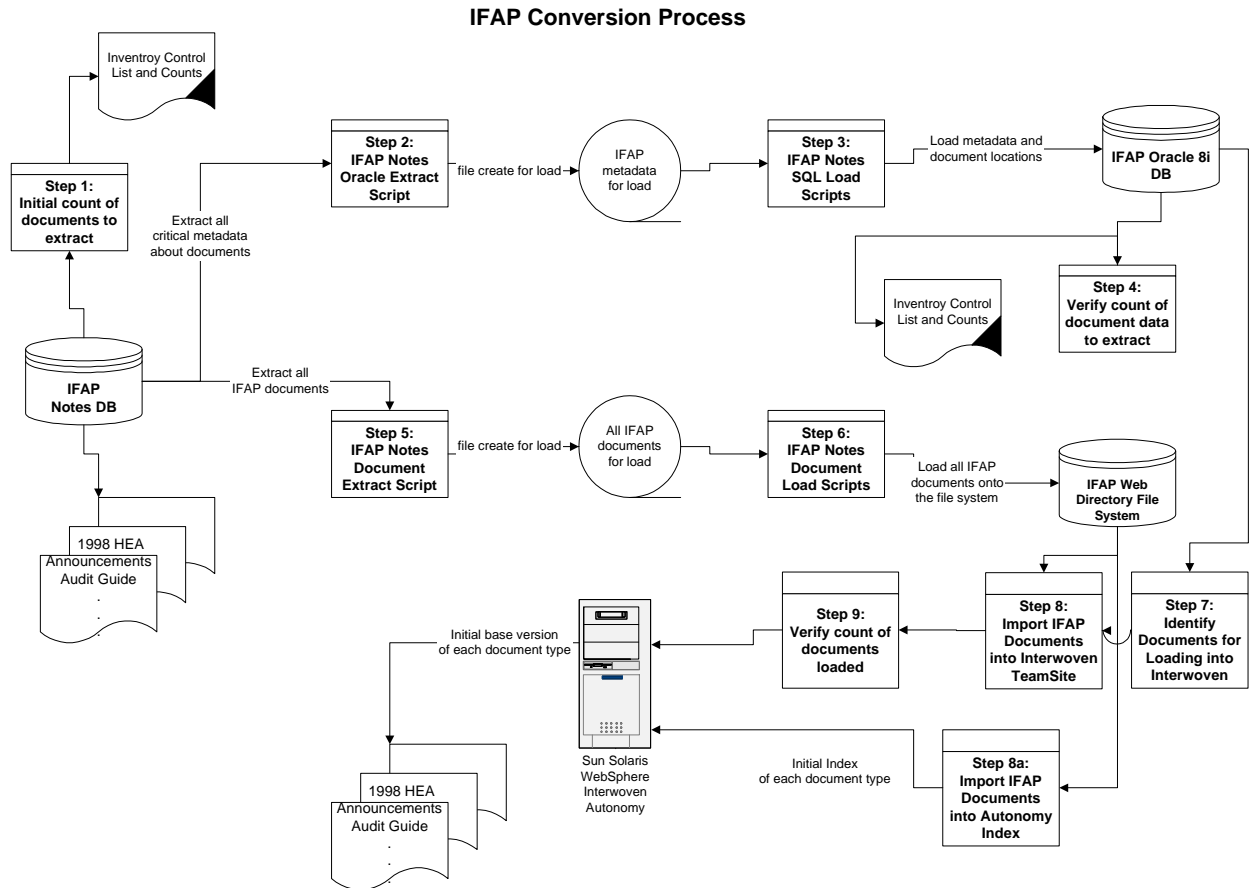 IFAP Conversion Process
Inventroy Control
List and Counts
Step 1:
Initial count of
documents to
extract
Extract all
critical metadata
about documents
Step 2:
IFAP Notes
Oracle Extract
Script
file create for load
IFAP
metadata
for load
Step 3:
IFAP Notes
SQL Load
Scripts
Load metadata and
document locations
IFAP Oracle 8i
DB
Inventroy Control
List and Counts
Step 4:
Verify count of
document data
to extract
IFAP
Notes DB
Extract all
IFAP documents
Step 5:
IFAP Notes
Document
Extract Script
file create for load
All IFAP
documents
for load
Step 6:
IFAP Notes
Document
Load Scripts
Load all IFAP
documents onto
the file system
IFAP Web
Directory File
System
1998 HEA
Announcements
Audit Guide
.
.
.
Step 7:
Identify
Documents for
Loading into
Interwoven
Step 8:
Import IFAP
Documents
into Interwoven
TeamSite
Step 9:
Verify count of
documents
loaded
Initial base version
of each document type
Sun Solaris
WebSphere
Interwoven
Autonomy
Initial Index
of each document type
Step 8a:
Import IFAP
Documents
into Autonomy
Index
1998 HEA
Announcements
Audit Guide
.
.
.